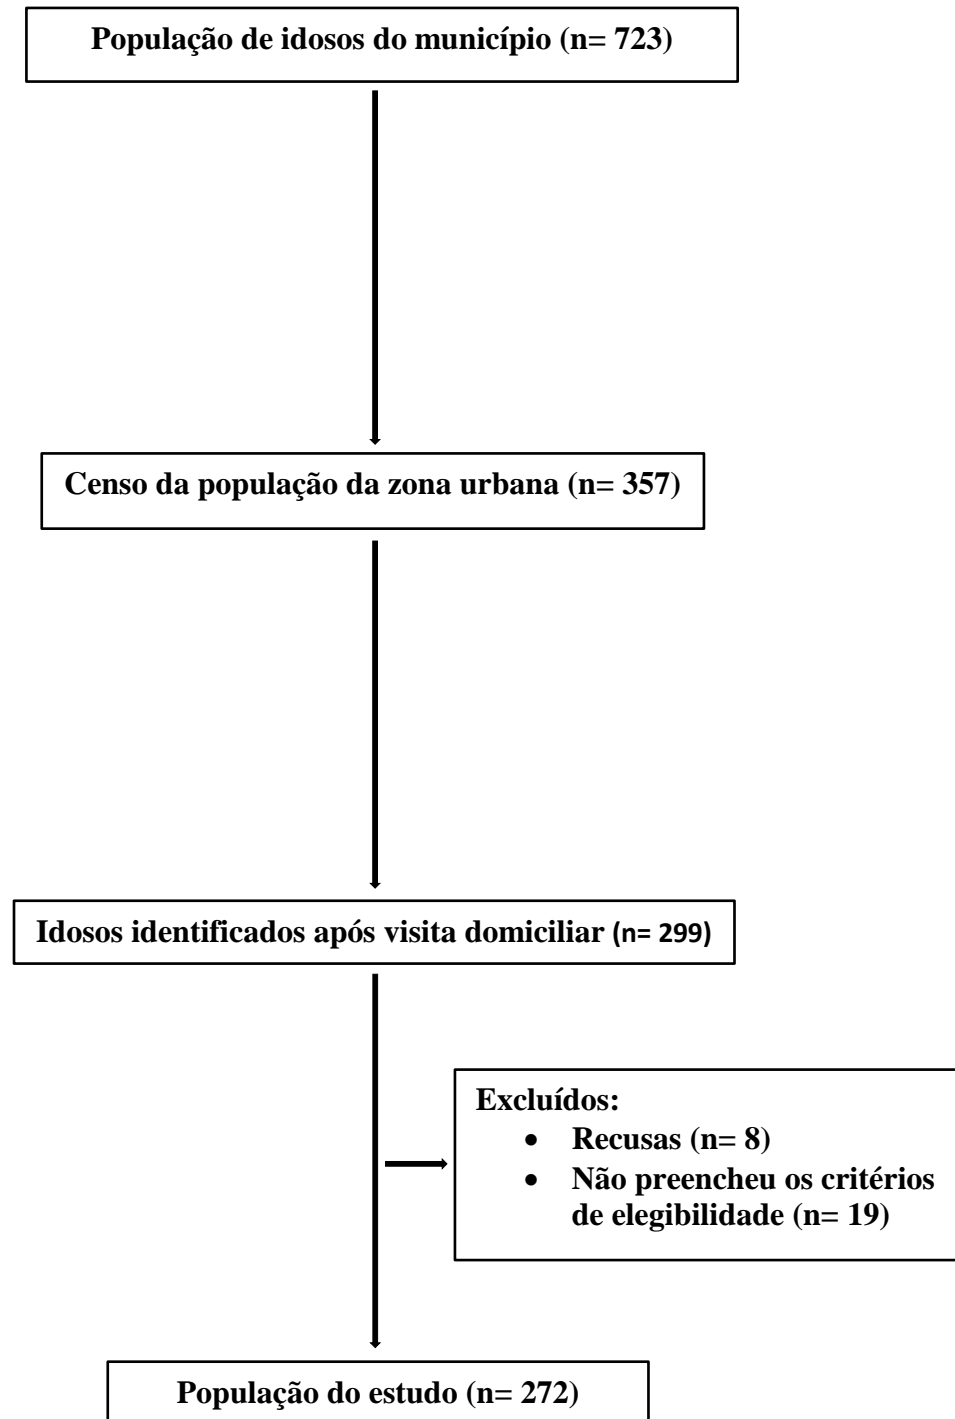 População de idosos do município (n= 723)
Censo da população da zona urbana (n= 357)
Idosos identificados após visita domiciliar (n= 299)
Excluídos:
• Recusas (n= 8)
• Não preencheu os critérios
de elegibilidade (n= 19)
População do estudo (n= 272)